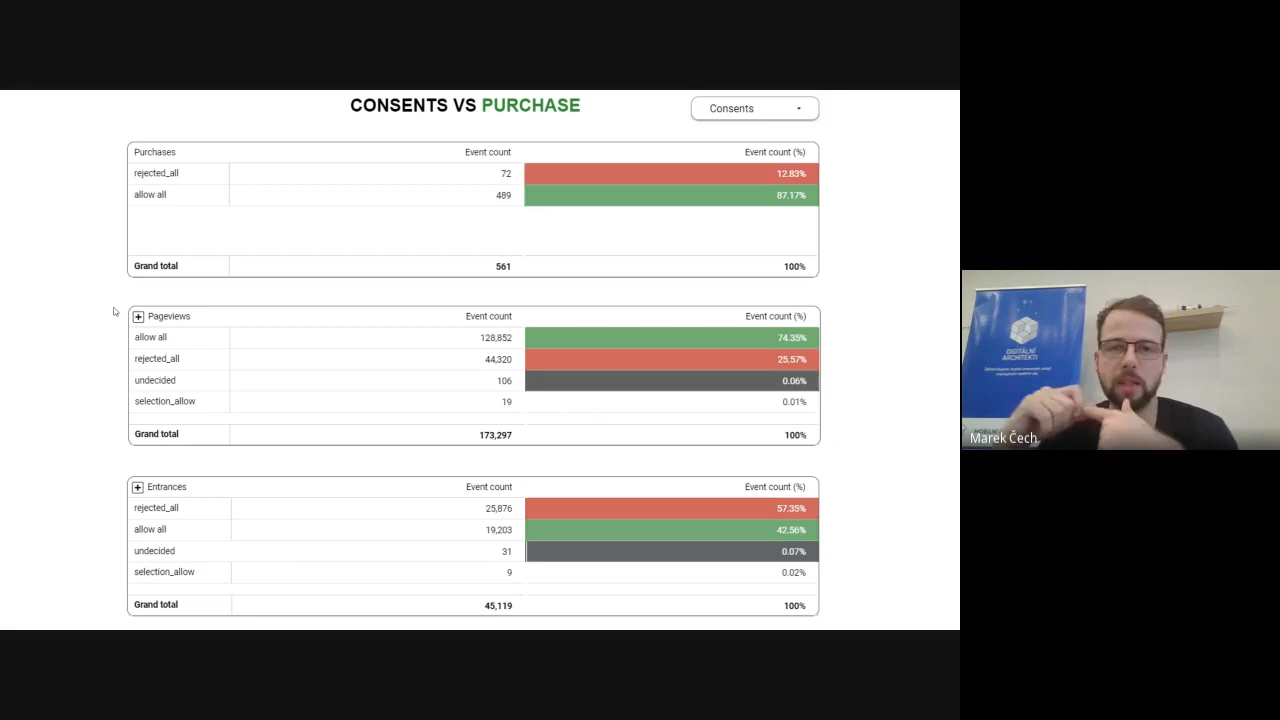 CONSENTS VS PURCHASE
Consents
Purchases Event count Event count (%)
rejected_all 72 12.83%
allow all 489 87.17%
Grand total 561 100%
Pageviews Event count Event count (%)
allow all 128,852 74.35%
rejected_all 44,320 25.57%
undecided 106 0.06%
selection_allow 19 0.01%
Grand total 173,297 100%
Entrances Event count Event count (%)
rejected_all 25,876 57.35%
allow all 19,203 42.56%
undecided 31 0.07%
selection_allow 9 0.02%
Grand total 45,119 100%
DIGITÁLNÍ
ARCHITEKTI
Marek Čech